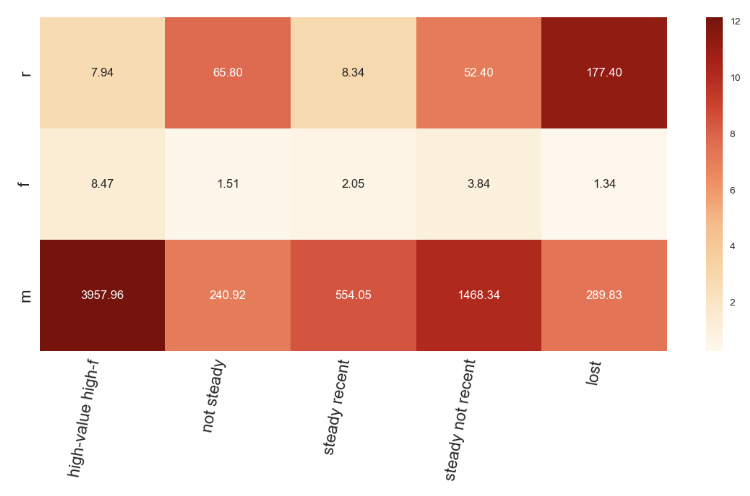 r 7.94 65.80 8.34 52.40 177.40
f 8.47 1.51 2.05 3.84 1.34
m 3957.96 240.92 554.05 1468.34 289.83
high-value high-f
not steady
steady recent
steady not recent
lost
12
10
8
6
4
2